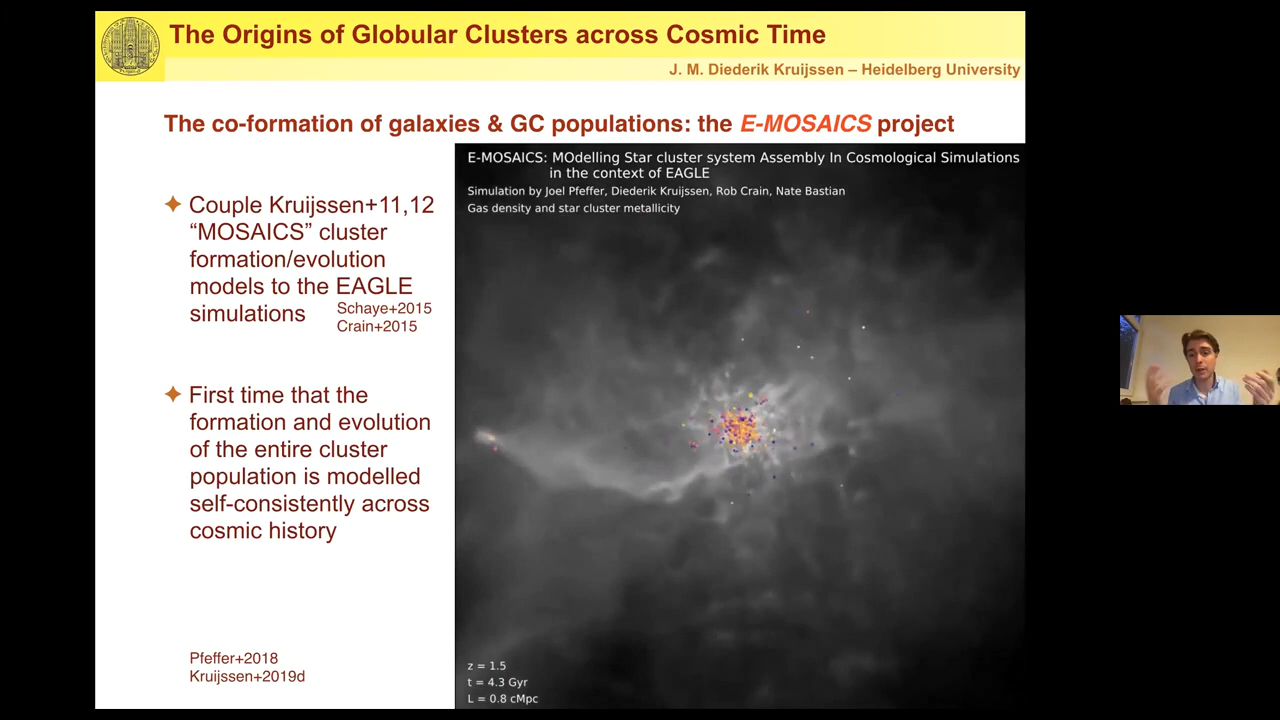 The Origins of Globular Clusters across Cosmic Time
J. M. Diederik Kruijssen – Heidelberg University
The co-formation of galaxies & GC populations: the E-MOSAICS project
✦ Couple Kruijssen+11,12
“MOSAICS” cluster
formation/evolution
models to the EAGLE
simulations
Schaye+2015
Crain+2015
✦ First time that the
formation and evolution
of the entire cluster
population is modelled
self-consistently across
cosmic history
Pfeffer+2018
Kruijssen+2019d
E-MOSAICS: MOdelling Star cluster system Assembly In Cosmological Simulations
in the context of EAGLE
Simulation by Joel Pfeffer, Diederik Kruijssen, Rob Crain, Nate Bastian
Gas density and star cluster metallicity
z = 1.5
t = 4.3 Gyr
L = 0.8 cMpc